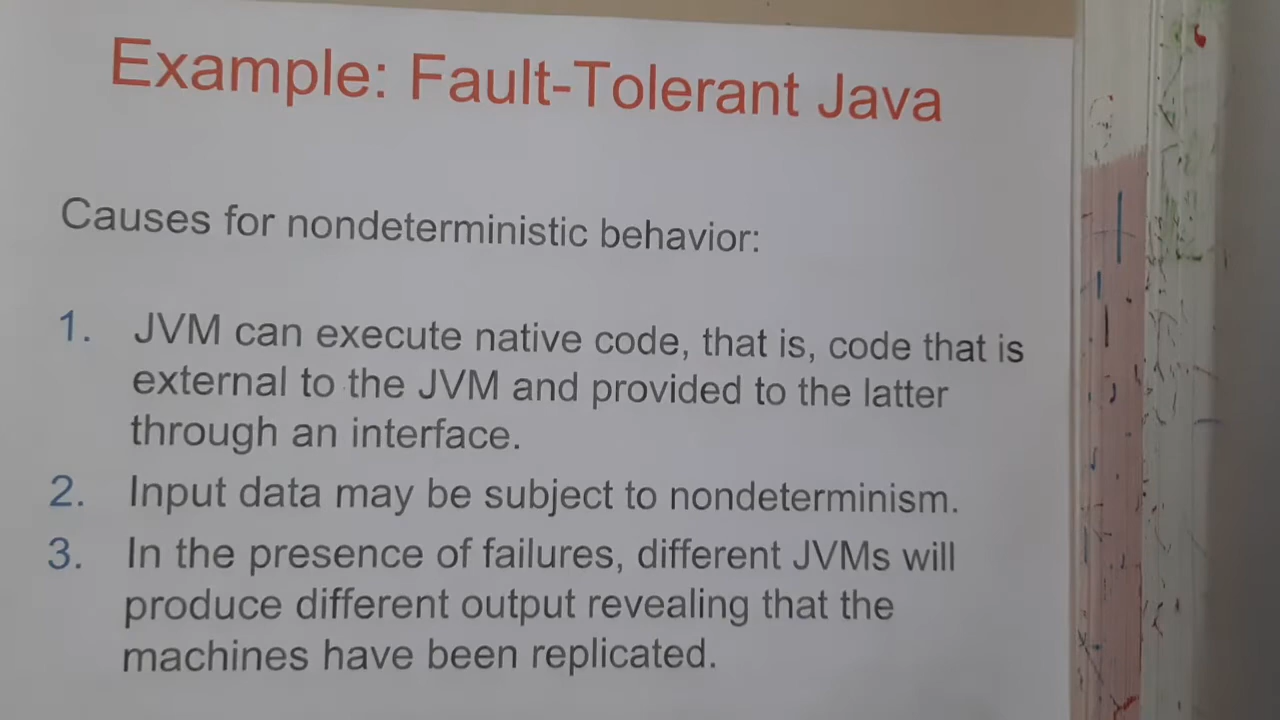 Example: Fault-Tolerant Java
Causes for nondeterministic behavior:
1. JVM can execute native code, that is, code that is
external to the JVM and provided to the latter
through an interface.
2. Input data may be subject to nondeterminism.
3. In the presence of failures, different JVMs will
produce different output revealing that the
machines have been replicated.